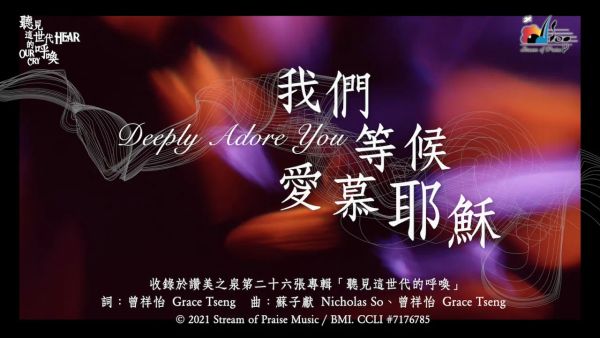 聽見
這世代 HEAR
OUR 的呼喚
CRY
Stream of Praise
我們
Deeply Adore You
等候
愛慕耶穌
收錄於讚美之泉第二十六張專輯「聽見這世代的呼喚」
詞：曾祥怡 Grace Tseng 曲：蘇子獻 Nicholas So、曾祥怡 Grace Tseng
© 2021 Stream of Praise Music / BMI. CCLI #7176785